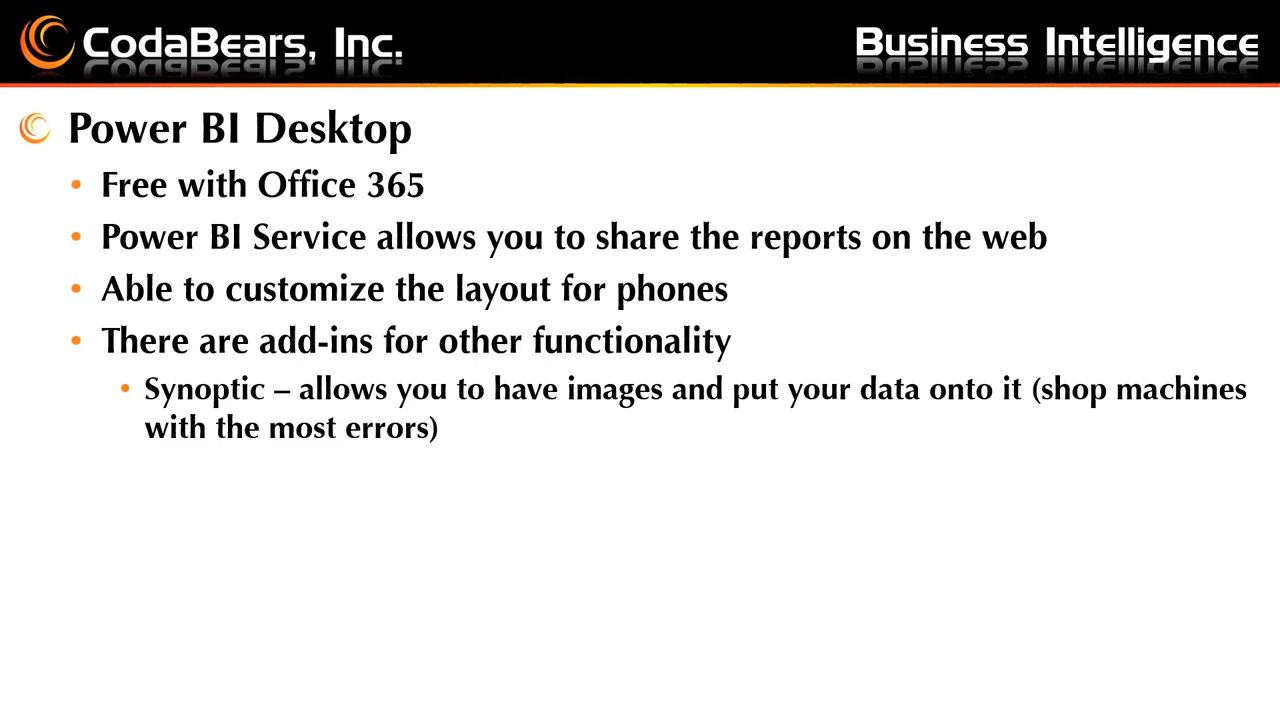 CodaBears, Inc.
Business Intelligence
Power BI Desktop
• Free with Office 365
• Power BI Service allows you to share the reports on the web
• Able to customize the layout for phones
• There are add-ins for other functionality
• Synoptic – allows you to have images and put your data onto it (shop machines
with the most errors)